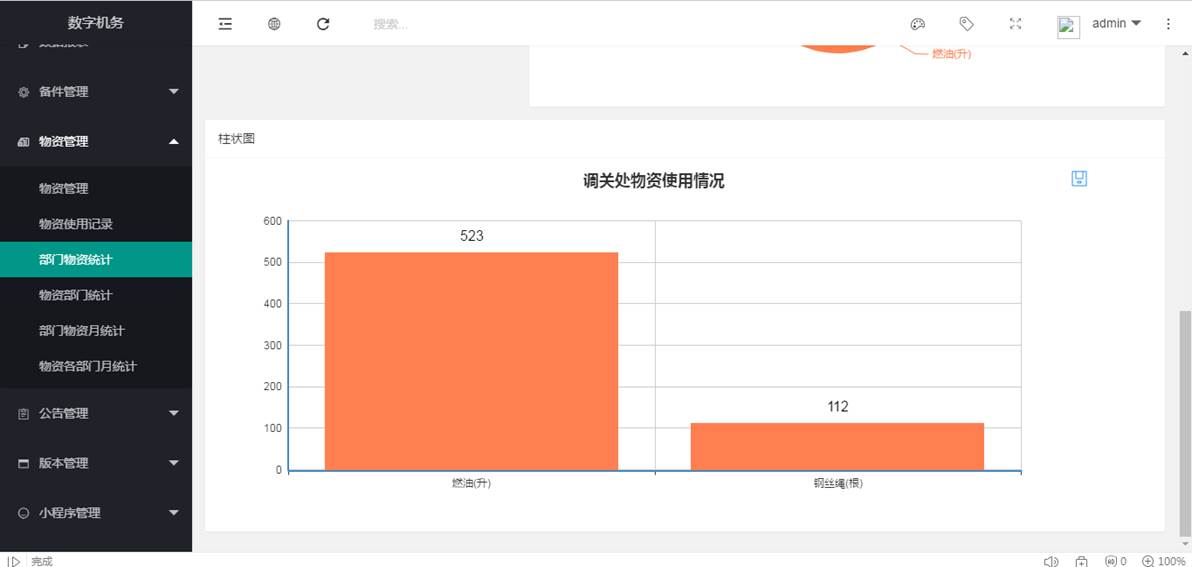 数字机务
搜索...
admin
数据报表
备件管理
物资管理
物资管理
物资使用记录
部门物资统计
物资部门统计
部门物资月统计
物资各部门月统计
公告管理
版本管理
小程序管理
燃油(升)
柱状图
调关处物资使用情况
600
500
400
300
200
100
0
523
112
燃油(升)
钢丝绳(根)
完成
0
100%